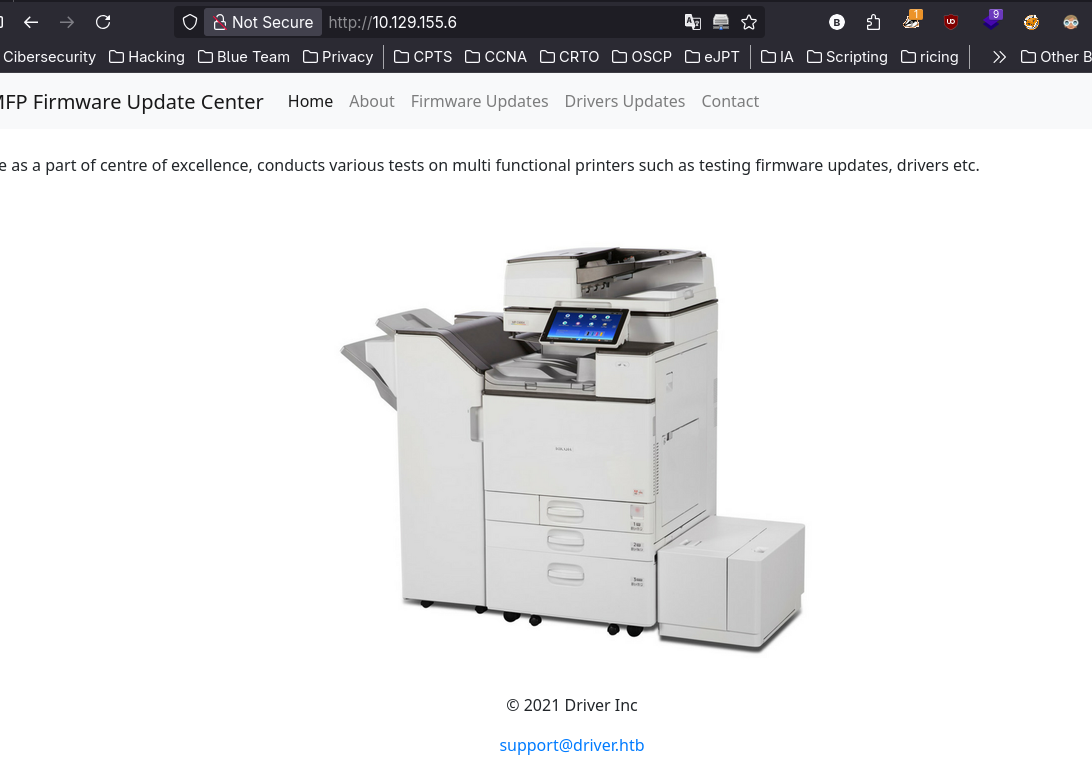 Not Secure http://10.129.155.6 1 B UD 9
Cibersecurity Hacking Blue Team Privacy CPTS CCNA CRTO OSCP eJPT IA Scripting ricing Other B
MFP Firmware Update Center Home About Firmware Updates Drivers Updates Contact
e as a part of centre of excellence, conducts various tests on multi functional printers such as testing firmware updates, drivers etc.
© 2021 Driver Inc
support@driver.htb